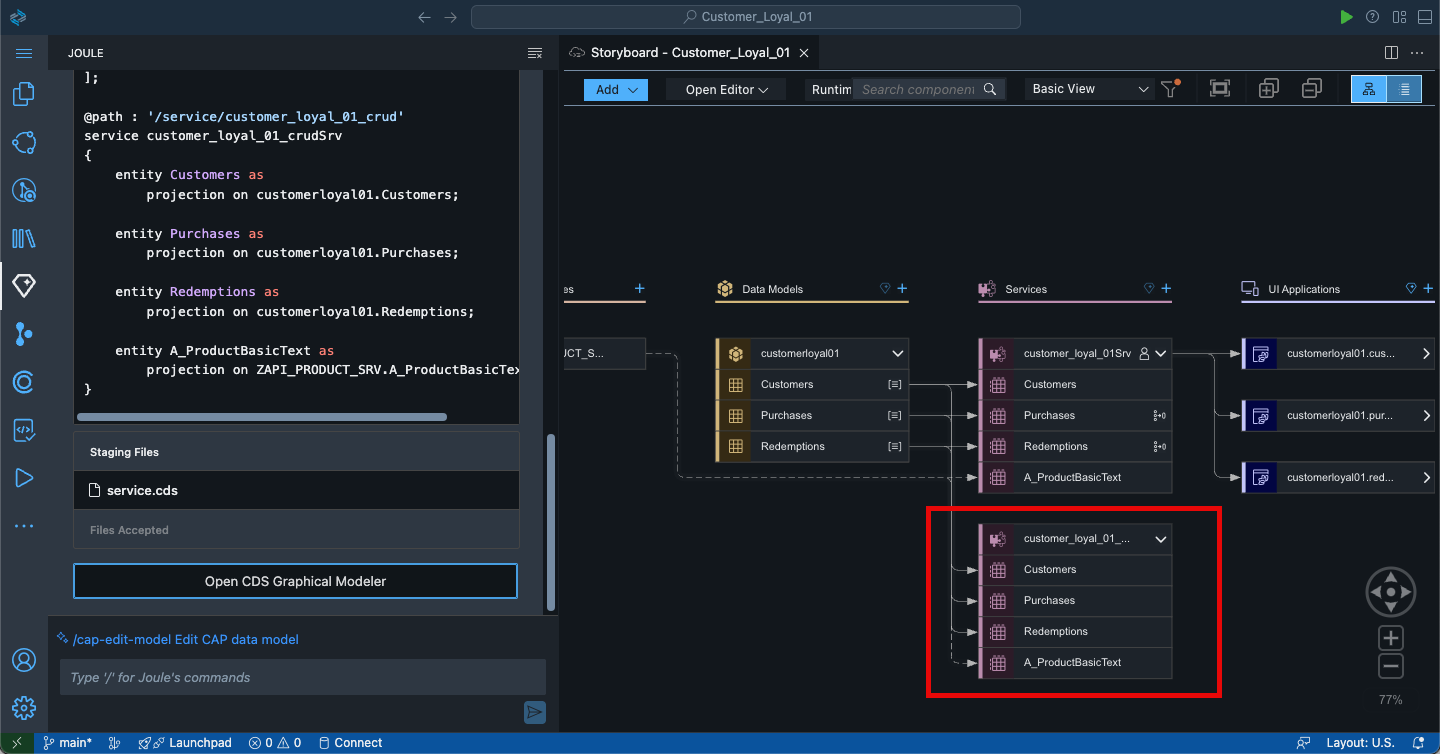 Customer_Loyal_01
JOULE
];
@path : '/service/customer_loyal_01_crud'
service customer_loyal_01_crudSrv
{
entity Customers as
projection on customerloyal01.Customers;
entity Purchases as
projection on customerloyal01.Purchases;
entity Redemptions as
projection on customerloyal01.Redemptions;
entity A_ProductBasicText as
projection on ZAPI_PRODUCT_SRV.A_ProductBasicTex
}
Staging Files
service.cds
Files Accepted
Open CDS Graphical Modeler
/cap-edit-model Edit CAP data model
Type '/' for Joule's commands
Storyboard - Customer_Loyal_01
Add
Open Editor
Runtim
Search component
Basic View
es
Data Models
Services
UI Applications
UCT_S...
customerloyal01
Customers
Purchases
Redemptions
customer_loyal_01Srv
Customers
Purchases
Redemptions
A_ProductBasicText
customerloyal01.cus...
customerloyal01.pur...
customerloyal01.red...
customer_loyal_01_...
Customers
Purchases
Redemptions
A_ProductBasicText
77%
main*
Launchpad
0
0
Connect
Layout: U.S.